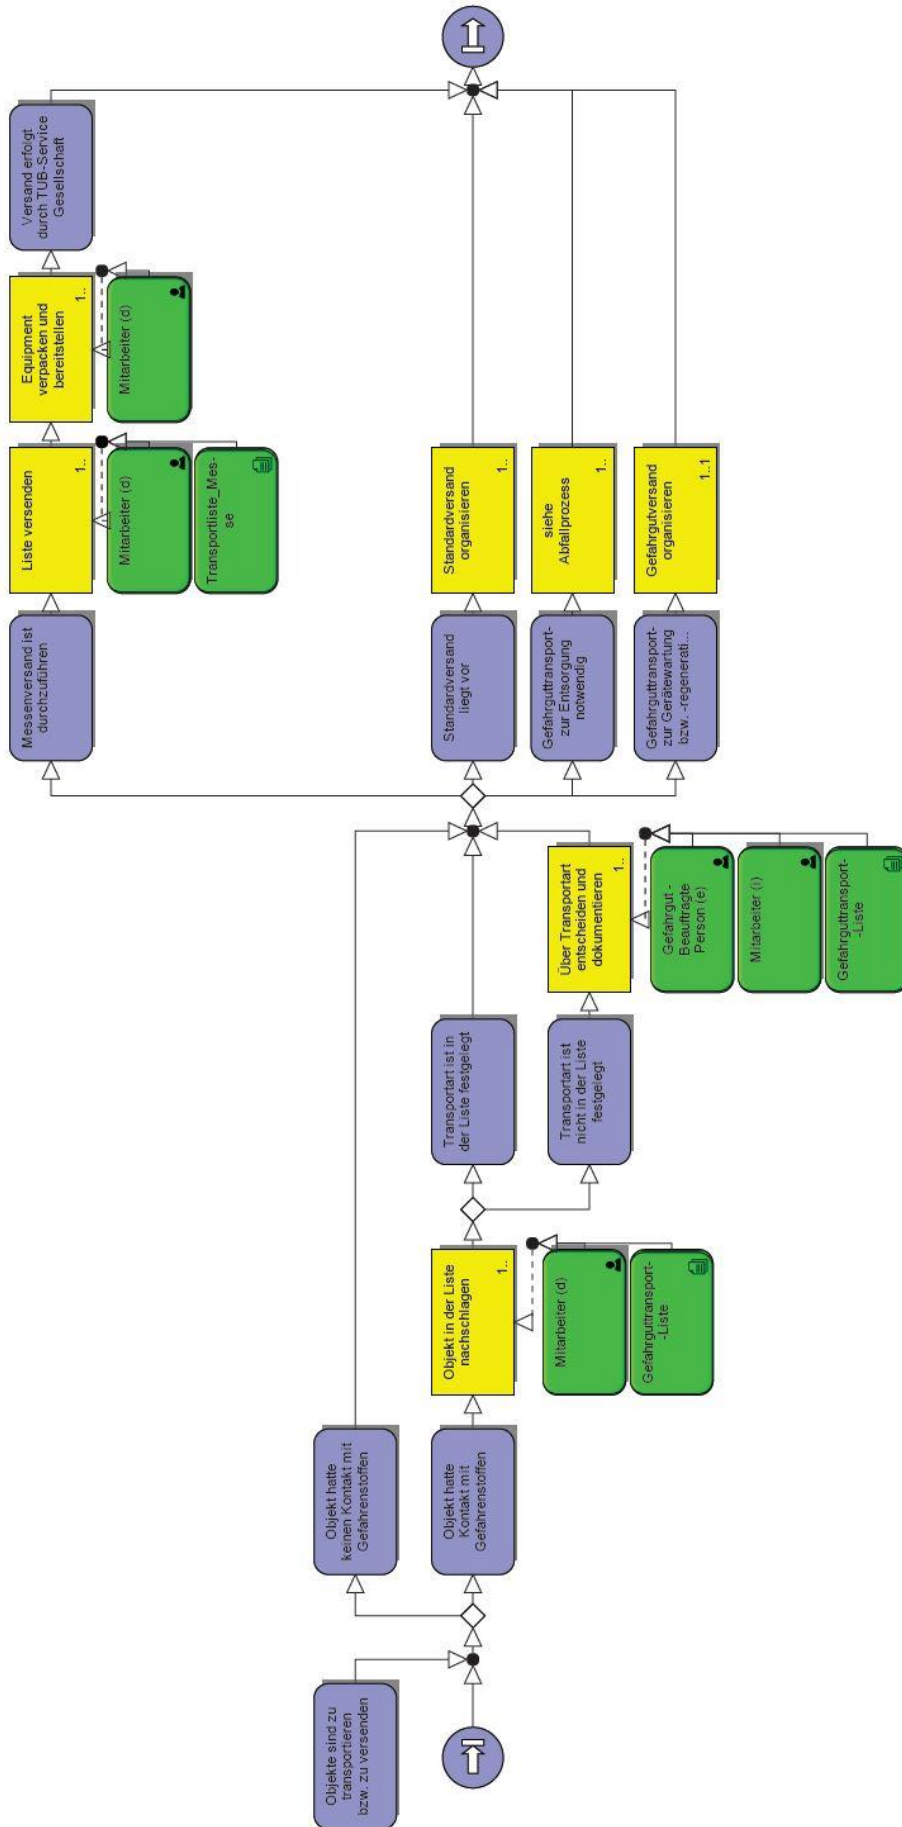 Objekte sind zu
transportieren
bzw. zu versenden
Objekt hatte
keinen Kontakt mit
Gefahrenstoffen
Objekt hatte
Kontakt mit
Gefahrenstoffen
Objekt in der Liste
nachschlagen
1..
Mitarbeiter (d)
Gefahrguttransport-
-Liste
Transportart ist in
der Liste festgelegt
Transportart ist
nicht in der Liste
festgelegt
Über Transportart
entscheiden und
dokumentieren
1..
Gefahrgut -
Beauftragte
Person (e)
Mitarbeiter (i)
Gefahrguttransport-
-Liste
Messenversand ist
durchzuführen
Liste versenden
1..
Mitarbeiter (d)
Transportliste_Mes-
se
Equipment
verpacken und
bereitstellen
1..
Mitarbeiter (d)
Versand erfolgt
durch TUB-Service
Gesellschaft
Standardversand
liegt vor
Standardversand
organisieren
1..
Gefahrguttransport-
zur Entsorgung
notwendig
siehe
Abfallprozess
1..
Gefahrguttransport-
zur Gerätewartung
bzw. -regenerati...
Gefahrgutversand
organisieren
1..1